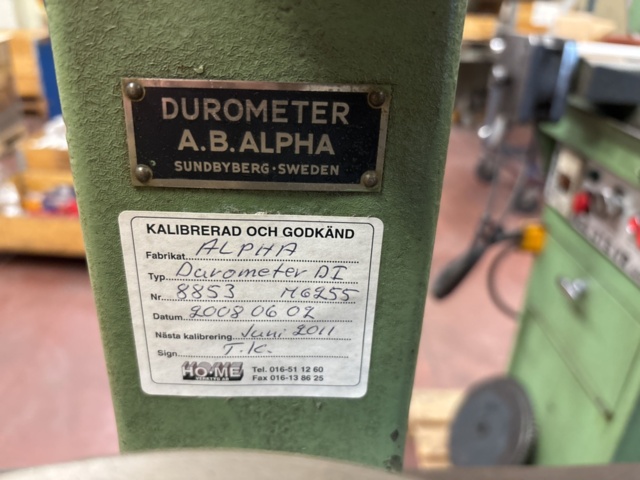 DUROMETER
A.B. ALPHA
SUNDBYBERG·SWEDEN
KALIBRERAD OCH GODKÄND
Fabrikat ALPHA
Typ Durometer DI
Nr. 8853 M6255
Datum 2008 06 02
Nästa kalibrering Juni 2011
Sign T.K.
HO-ME
Tel. 016-51 12 60
Fax 016-13 86 25